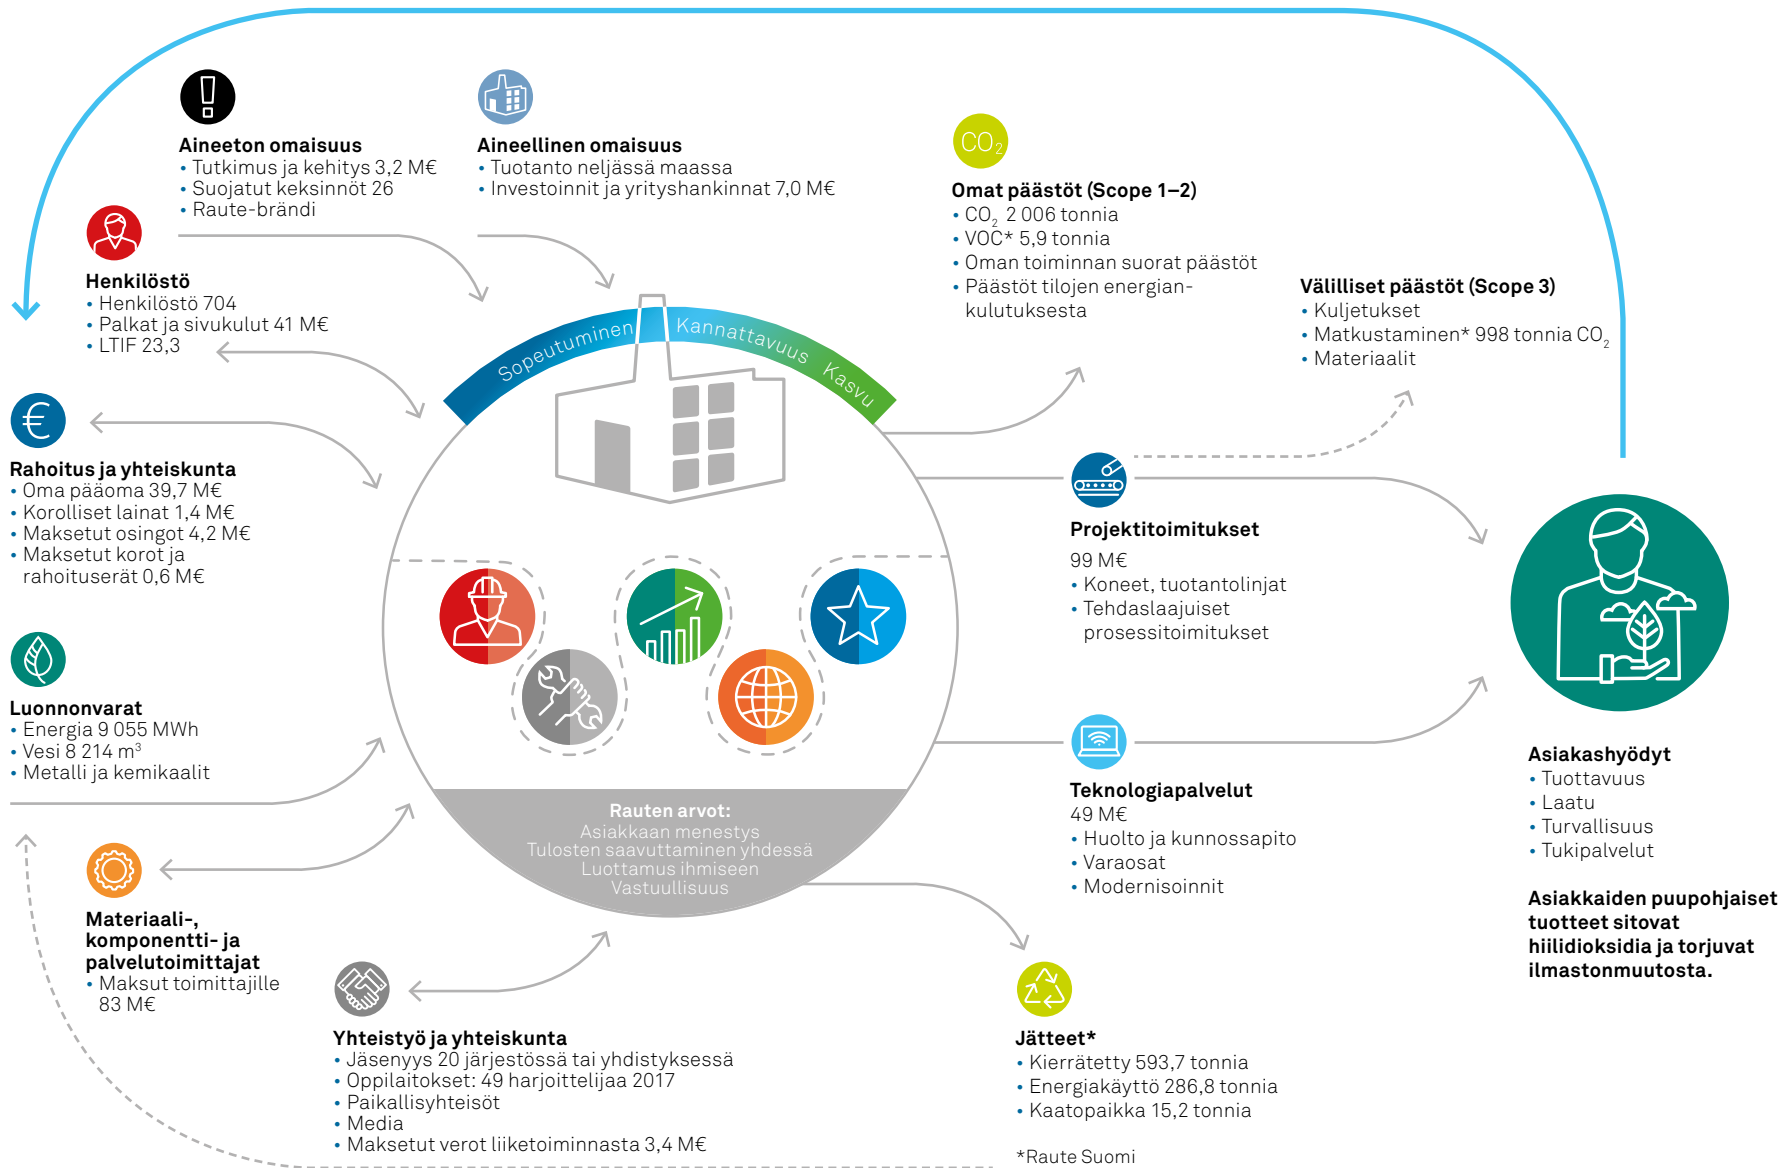 Aineeton omaisuus
• Tutkimus ja kehitys 3,2 M€
• Suojatut keksinnöt 26
• Raute-brändi
Aineellinen omaisuus
• Tuotanto neljässä maassa
• Investoinnit ja yrityshankinnat 7,0 M€
CO₂
Omat päästöt (Scope 1–2)
• CO₂ 2 006 tonnia
• VOC* 5,9 tonnia
• Oman toiminnan suorat päästöt
• Päästöt tilojen energian-
kulutuksesta
Välilliset päästöt (Scope 3)
• Kuljetukset
• Matkustaminen* 998 tonnia CO₂
• Materiaalit
Henkilöstö
• Henkilöstö 704
• Palkat ja sivukulut 41 M€
• LTIF 23,3
Sopeutuminen
Kannattavuus
Kasvu
€
Rahoitus ja yhteiskunta
• Oma pääoma 39,7 M€
• Korolliset lainat 1,4 M€
• Maksetut osingot 4,2 M€
• Maksetut korot ja
rahoituserät 0,6 M€
Projektitoimitukset
99 M€
• Koneet, tuotantolinjat
• Tehdaslaajuiset
prosessitoimitukset
Luonnonvarat
• Energia 9 055 MWh
• Vesi 8 214 m³
• Metalli ja kemikaalit
Teknologiapalvelut
49 M€
• Huolto ja kunnossapito
• Varaosat
• Modernisoinnit
Asiakashyödyt
• Tuottavuus
• Laatu
• Turvallisuus
• Tukipalvelut
Asiakkaiden puupohjaiset
tuotteet sitovat
hiilidioksidia ja torjuvat
ilmastonmuutosta.
Rauten arvot:
Asiakkaan menestys
Tulosten saavuttaminen yhdessä
Luottamus ihmiseen
Vastuullisuus
Materiaali-,
komponentti- ja
palvelutoimittajat
• Maksut toimittajille
83 M€
Yhteistyö ja yhteiskunta
• Jäsenyys 20 järjestössä tai yhdistyksessä
• Oppilaitokset: 49 harjoittelijaa 2017
• Paikallisyhteisöt
• Media
• Maksetut verot liiketoiminnasta 3,4 M€
Jätteet*
• Kierrätetty 593,7 tonnia
• Energiakäyttö 286,8 tonnia
• Kaatopaikka 15,2 tonnia
*Raute Suomi